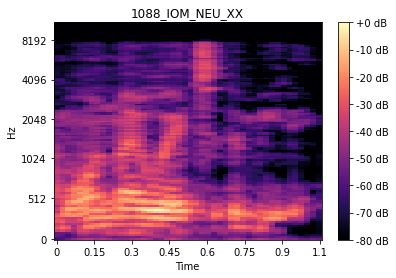 1088_IOM_NEU_XX
+0 dB
8192
-10 dB
4096
-20 dB
-30 dB
2048
Hz
-40 dB
1024
-50 dB
512
-60 dB
-70 dB
0
-80 dB
0 0.15 0.3 0.45 0.6 0.75 0.9 1.1
Time